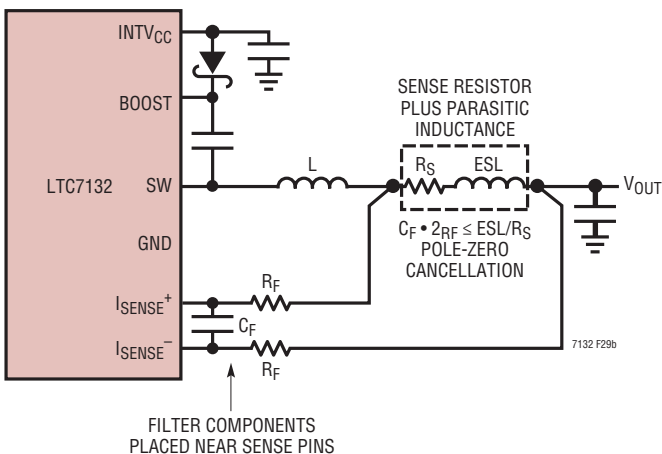 INTVCC
BOOST
LTC7132
SW
GND
ISENSE+
ISENSE–
L
SENSE RESISTOR
PLUS PARASITIC
INDUCTANCE
RS
ESL
VOUT
CF • 2RF ≤ ESL/RS
POLE-ZERO
CANCELLATION
RF
CF
RF
7132 F29b
FILTER COMPONENTS
PLACED NEAR SENSE PINS